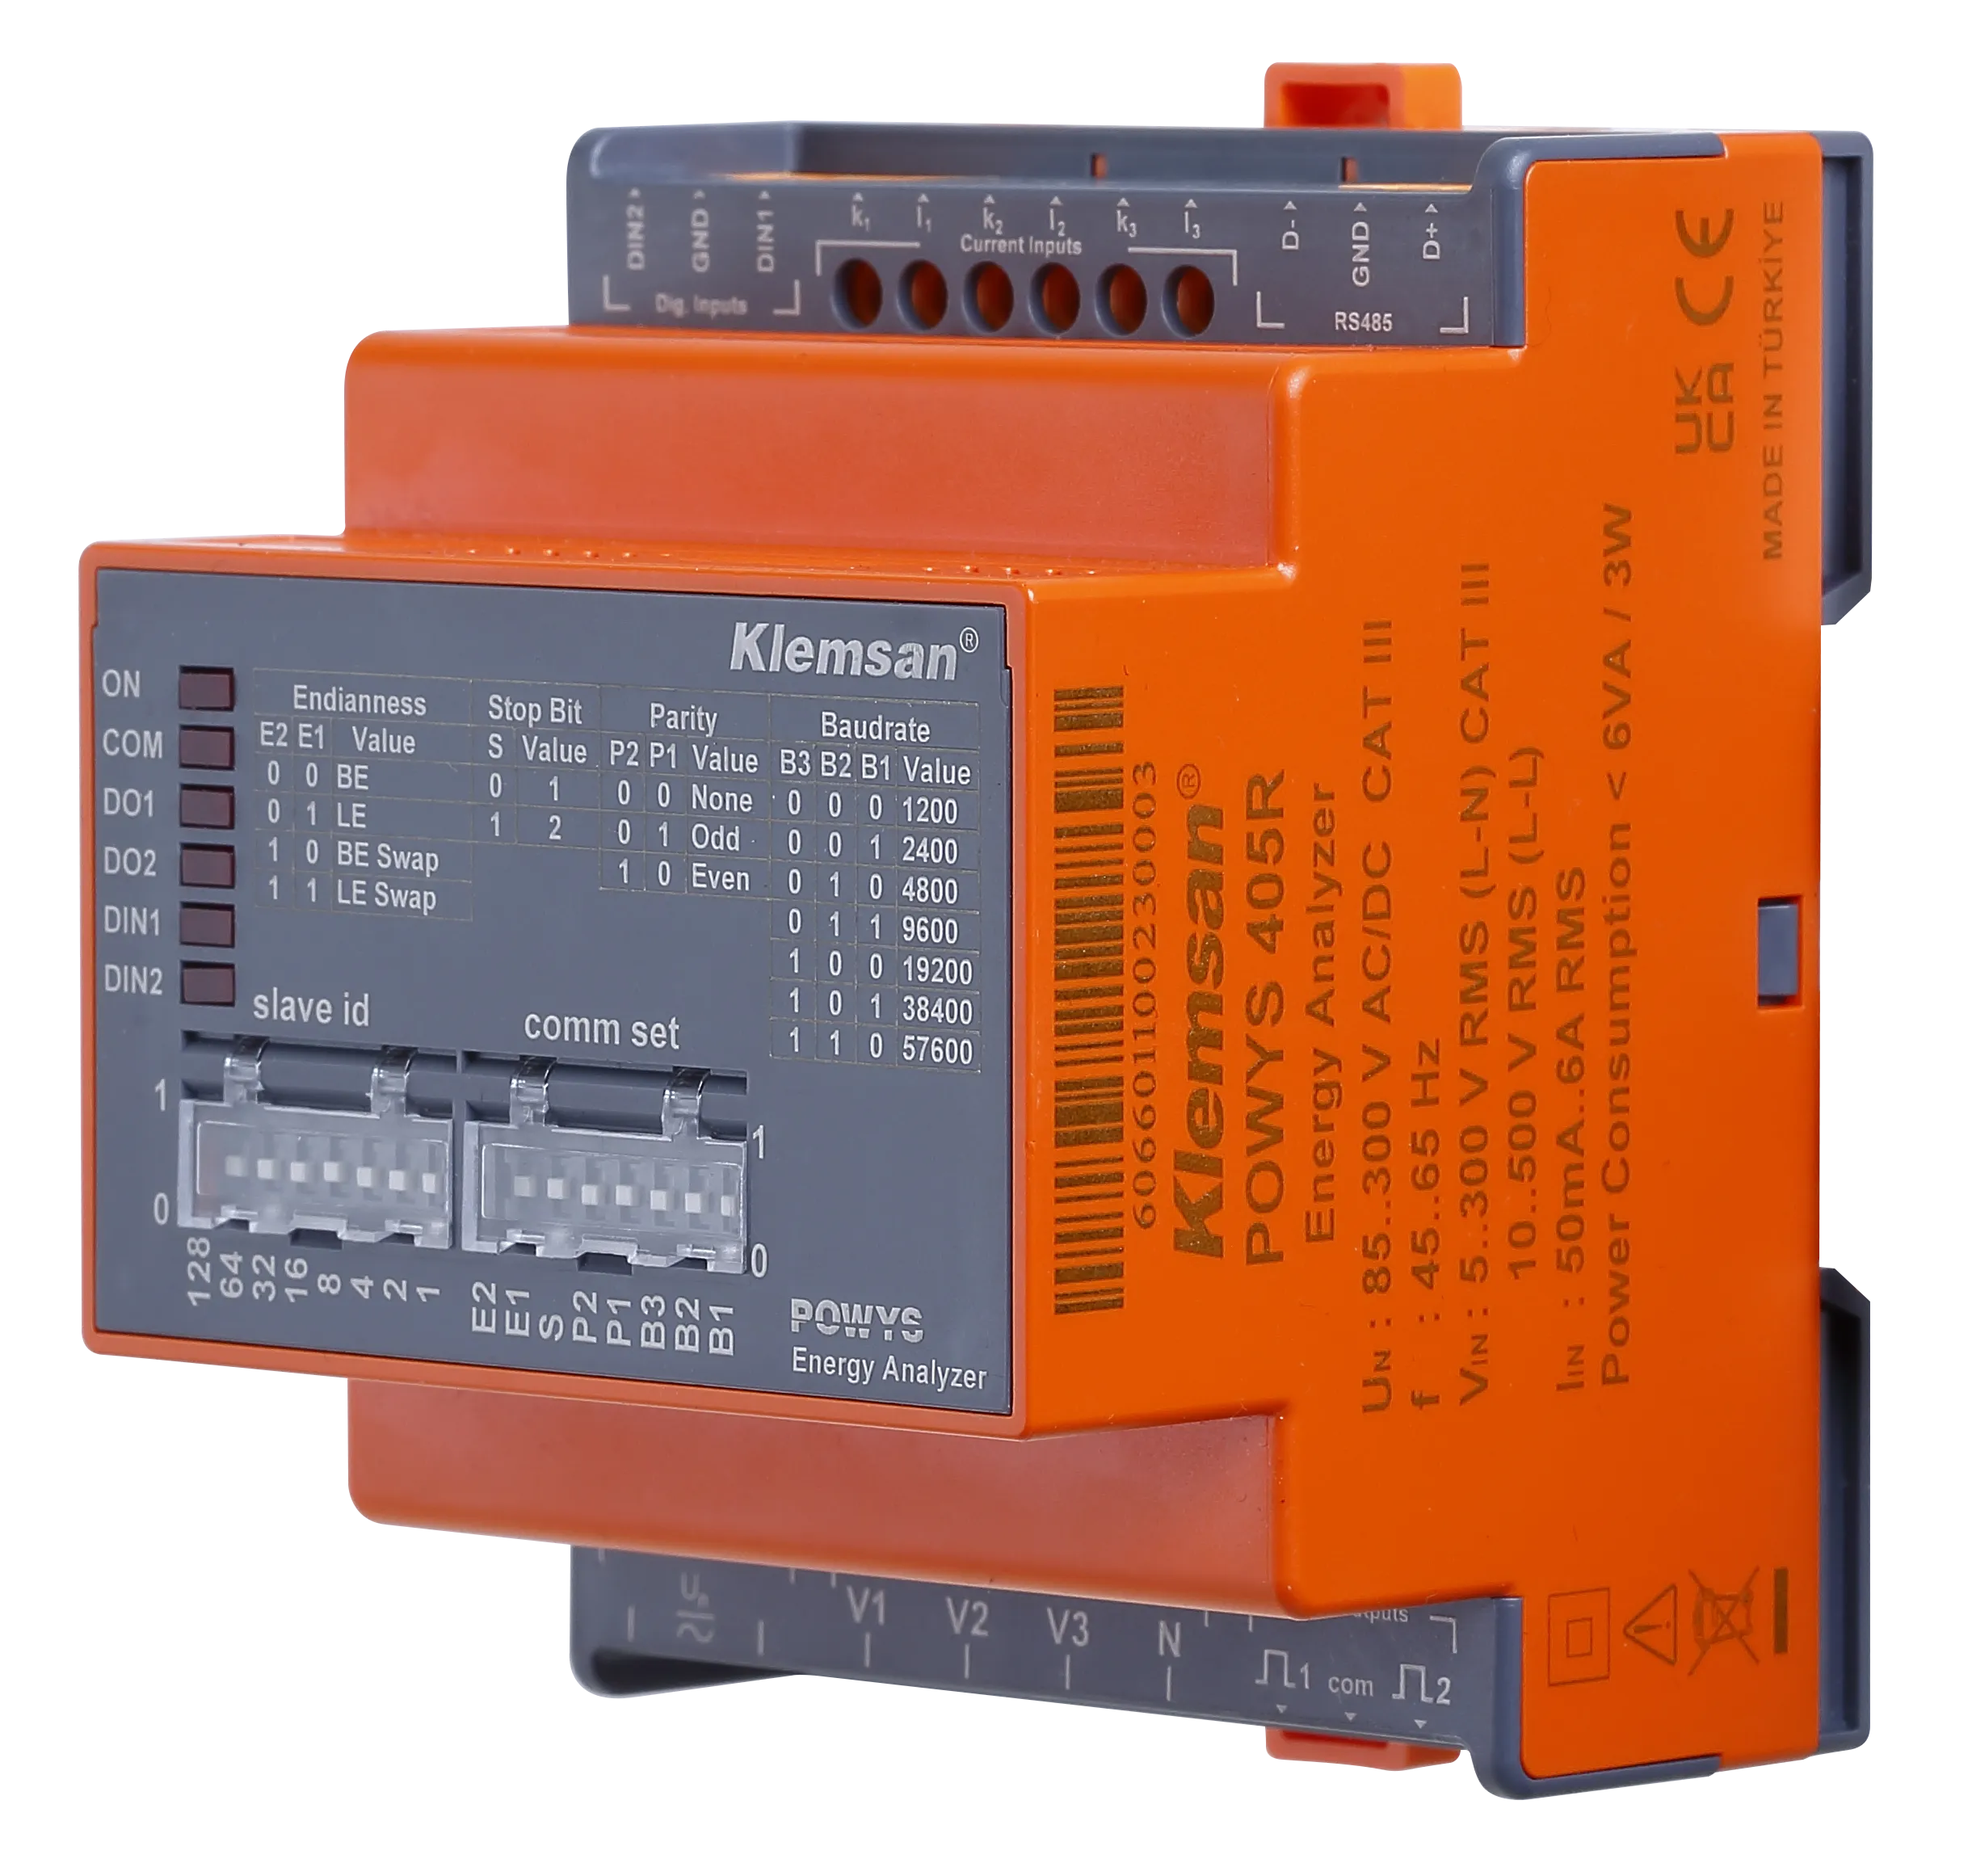 DIN2 GND DIN1 k1 l1 k2 l2 k3 l3 D- GND D+
Current Inputs
Dig. Inputs
RS485
Klemsan®
ON
COM
DO1
DO2
DIN1
DIN2
Endianness
E2 E1 Value
0 0 BE
0 1 LE
1 0 BE Swap
1 1 LE Swap
Stop Bit
S Value
0 1
1 2
Parity
P2 P1 Value
0 0 None
0 1 Odd
1 0 Even
Baudrate
B3 B2 B1 Value
0 0 0 1200
0 0 1 2400
0 1 0 4800
0 1 1 9600
1 0 0 19200
1 0 1 38400
1 1 0 57600
slave id
comm set
1
0
1
0
128 64 32 16 8 4 2 1
E2 E1 S P2 P1 B3 B2 B1
POWYS
Energy Analyzer
V1 V2 V3 N
1 com 2
606601100230003
Klemsan®
POWYS 405R
Energy Analyzer
UN : 85..300 V AC/DC CAT III
f : 45..65 Hz
VIN : 5..300 V RMS (L-N) CAT III
10..500 V RMS (L-L)
IIN : 50mA..6A RMS
Power Consumption < 6VA / 3W
CE
UK
CA
MADE IN TÜRKİYE